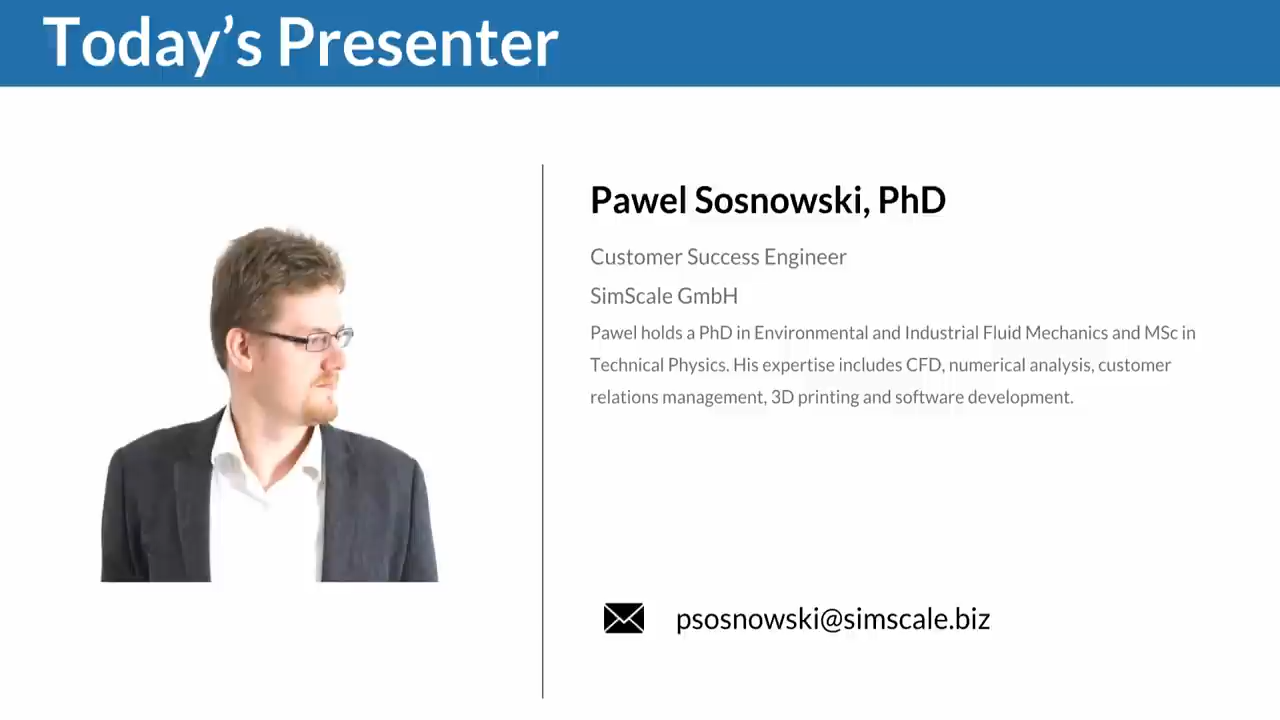 Today’s Presenter
Pawel Sosnowski, PhD
Customer Success Engineer
SimScale GmbH
Pawel holds a PhD in Environmental and Industrial Fluid Mechanics and MSc in
Technical Physics. His expertise includes CFD, numerical analysis, customer
relations management, 3D printing and software development.
psosnowski@simscale.biz